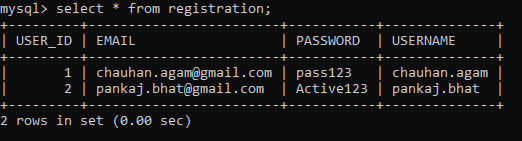 mysql> select * from registration;
+---------+------------------------+-----------+--------------+
| USER_ID | EMAIL                  | PASSWORD  | USERNAME     |
+---------+------------------------+-----------+--------------+
|       1 | chauhan.agam@gmail.com | pass123   | chauhan.agam |
|       2 | pankaj.bhat@gmail.com  | Active123 | pankaj.bhat  |
+---------+------------------------+-----------+--------------+
2 rows in set (0.00 sec)